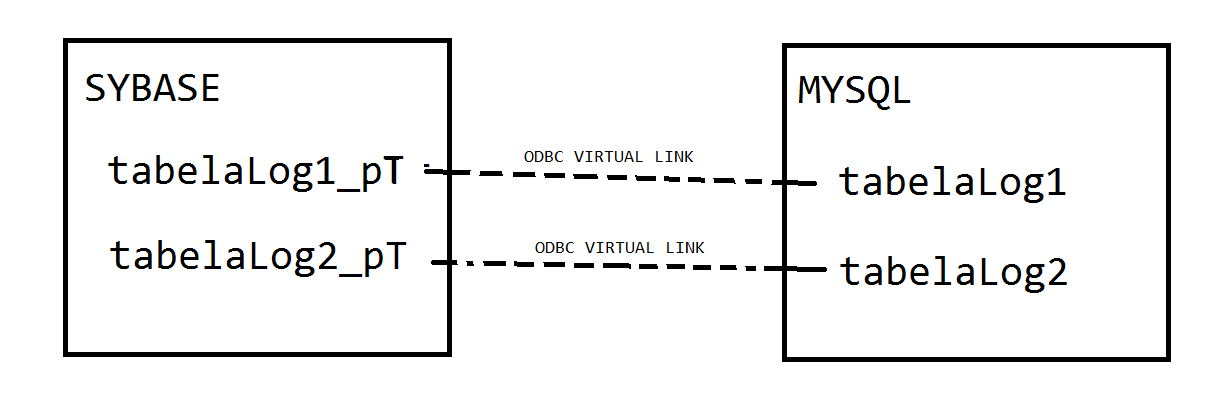 SYBASE
tabelaLog1_pT
tabelaLog2_pT
ODBC VIRTUAL LINK
ODBC VIRTUAL LINK
MYSQL
tabelaLog1
tabelaLog2